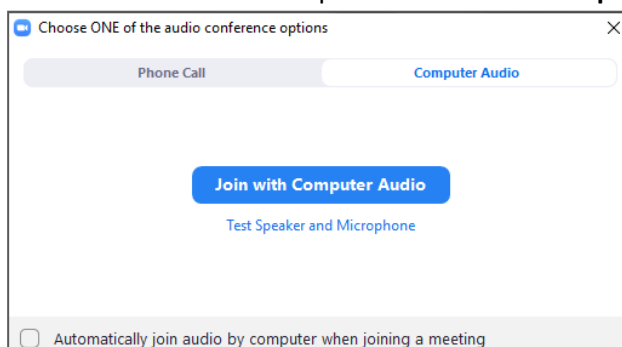 Choose ONE of the audio conference options
Phone Call Computer Audio
Join with Computer Audio
Test Speaker and Microphone
Automatically join audio by computer when joining a meeting